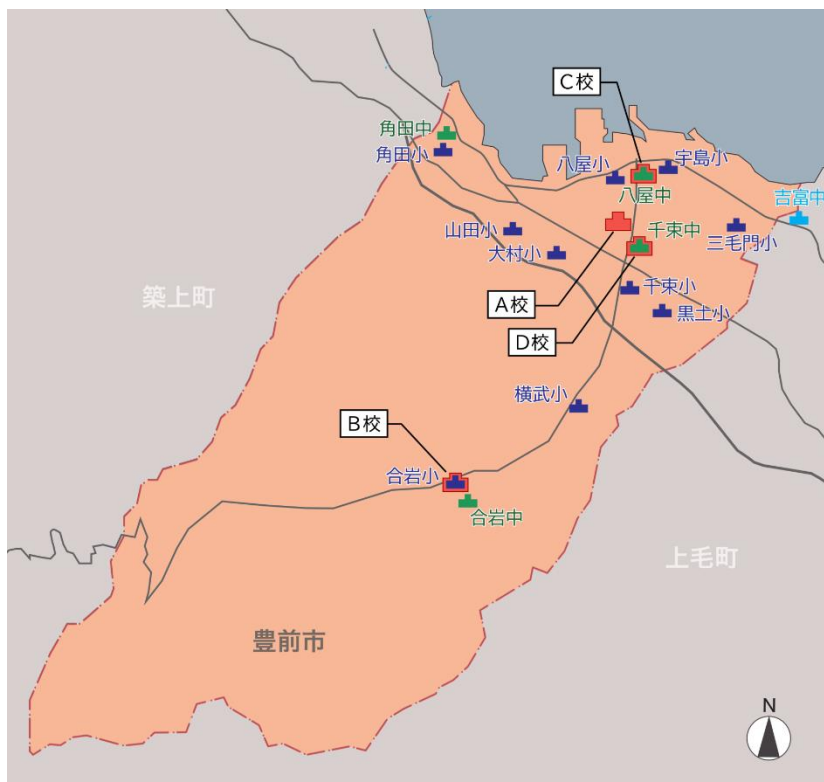 C校
角田中
角田小
八屋小
宇島小
八屋中
吉富中
山田小
千束中
三毛門小
大村小
築上町
千束小
A校
黒土小
D校
横武小
B校
合岩小
合岩中
上毛町
豊前市
N